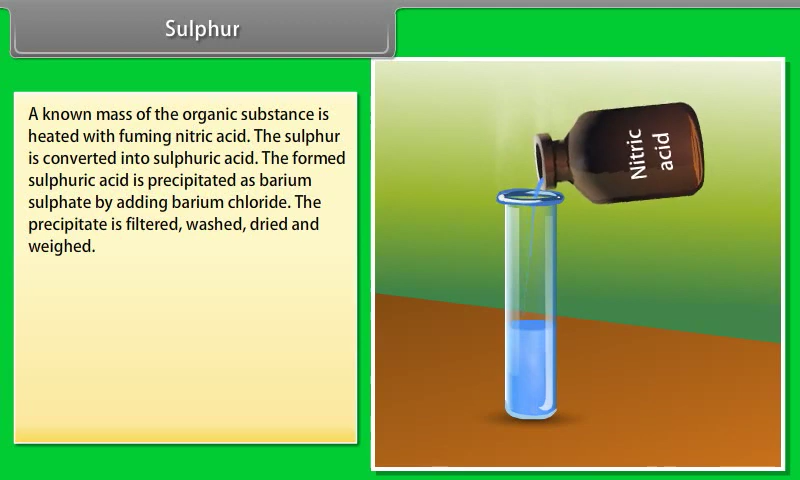 Sulphur
A known mass of the organic substance is
heated with fuming nitric acid. The sulphur
is converted into sulphuric acid. The formed
sulphuric acid is precipitated as barium
sulphate by adding barium chloride. The
precipitate is filtered, washed, dried and
weighed.
Nitric
acid